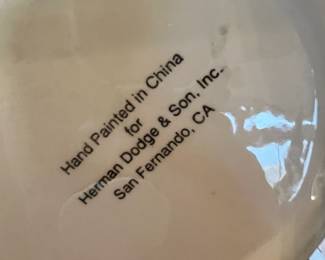 Hand Painted in China
for
Herman Dodge & Son, Inc.
San Fernando, CA